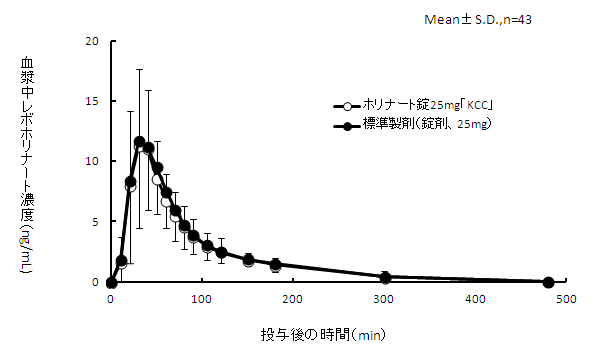 Mean±S.D.,n=43
血漿中レボホリナート濃度(ng/mL)
20
15
10
5
0
ホリナート錠25mg「KCC」
標準製剤(錠剤、25mg)
0 100 200 300 400 500
投与後の時間(min)